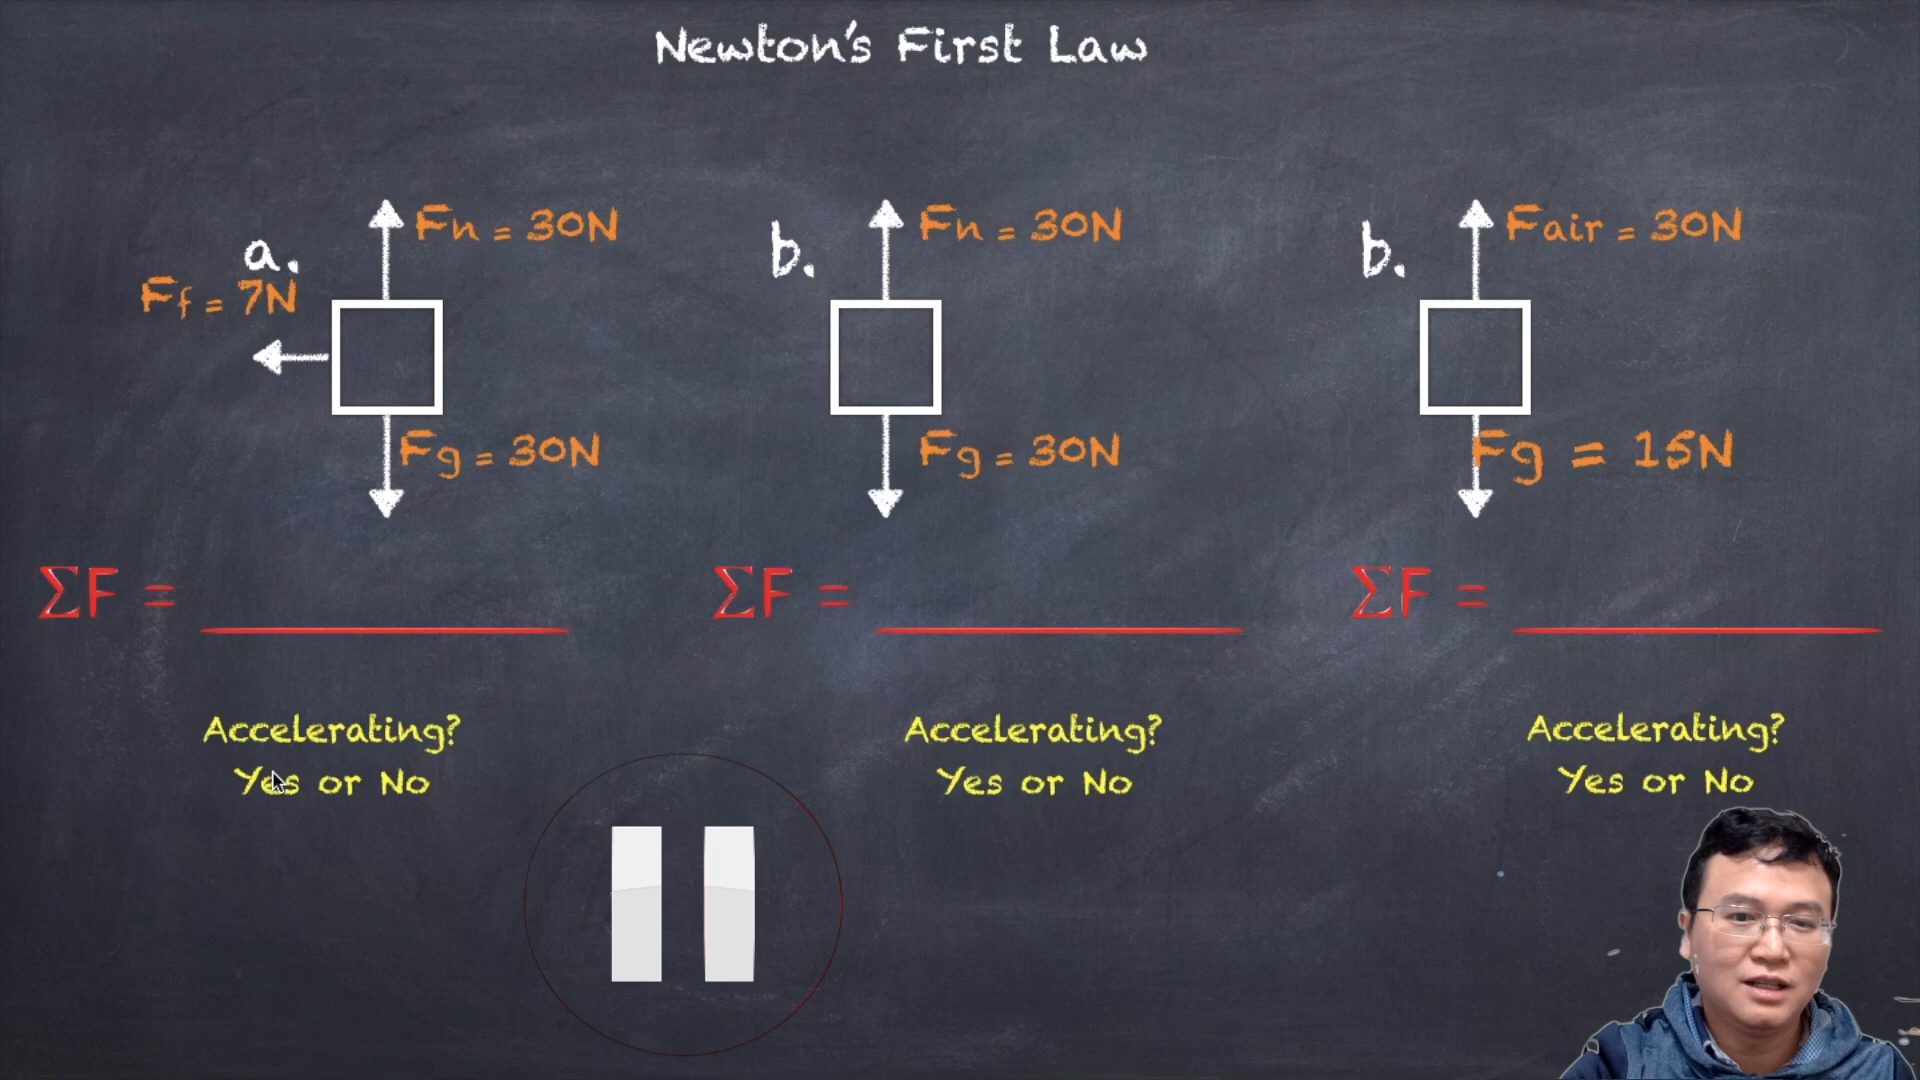 Newton's First Law
a.
Fn = 30N
Ff = 7N
Fg = 30N
ΣF =
Accelerating?
Yes or No
b.
Fn = 30N
Fg = 30N
ΣF =
Accelerating?
Yes or No
b.
Fair = 30N
Fg = 15N
ΣF =
Accelerating?
Yes or No